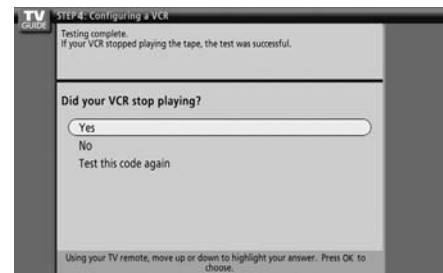 TV
GUIDE
STEP 4: Configuring a VCR
Testing complete.
If your VCR stopped playing the tape, the test was successful.
Did your VCR stop playing?
Yes
No
Test this code again
Using your TV remote, move up or down to highlight your answer. Press OK to
choose.